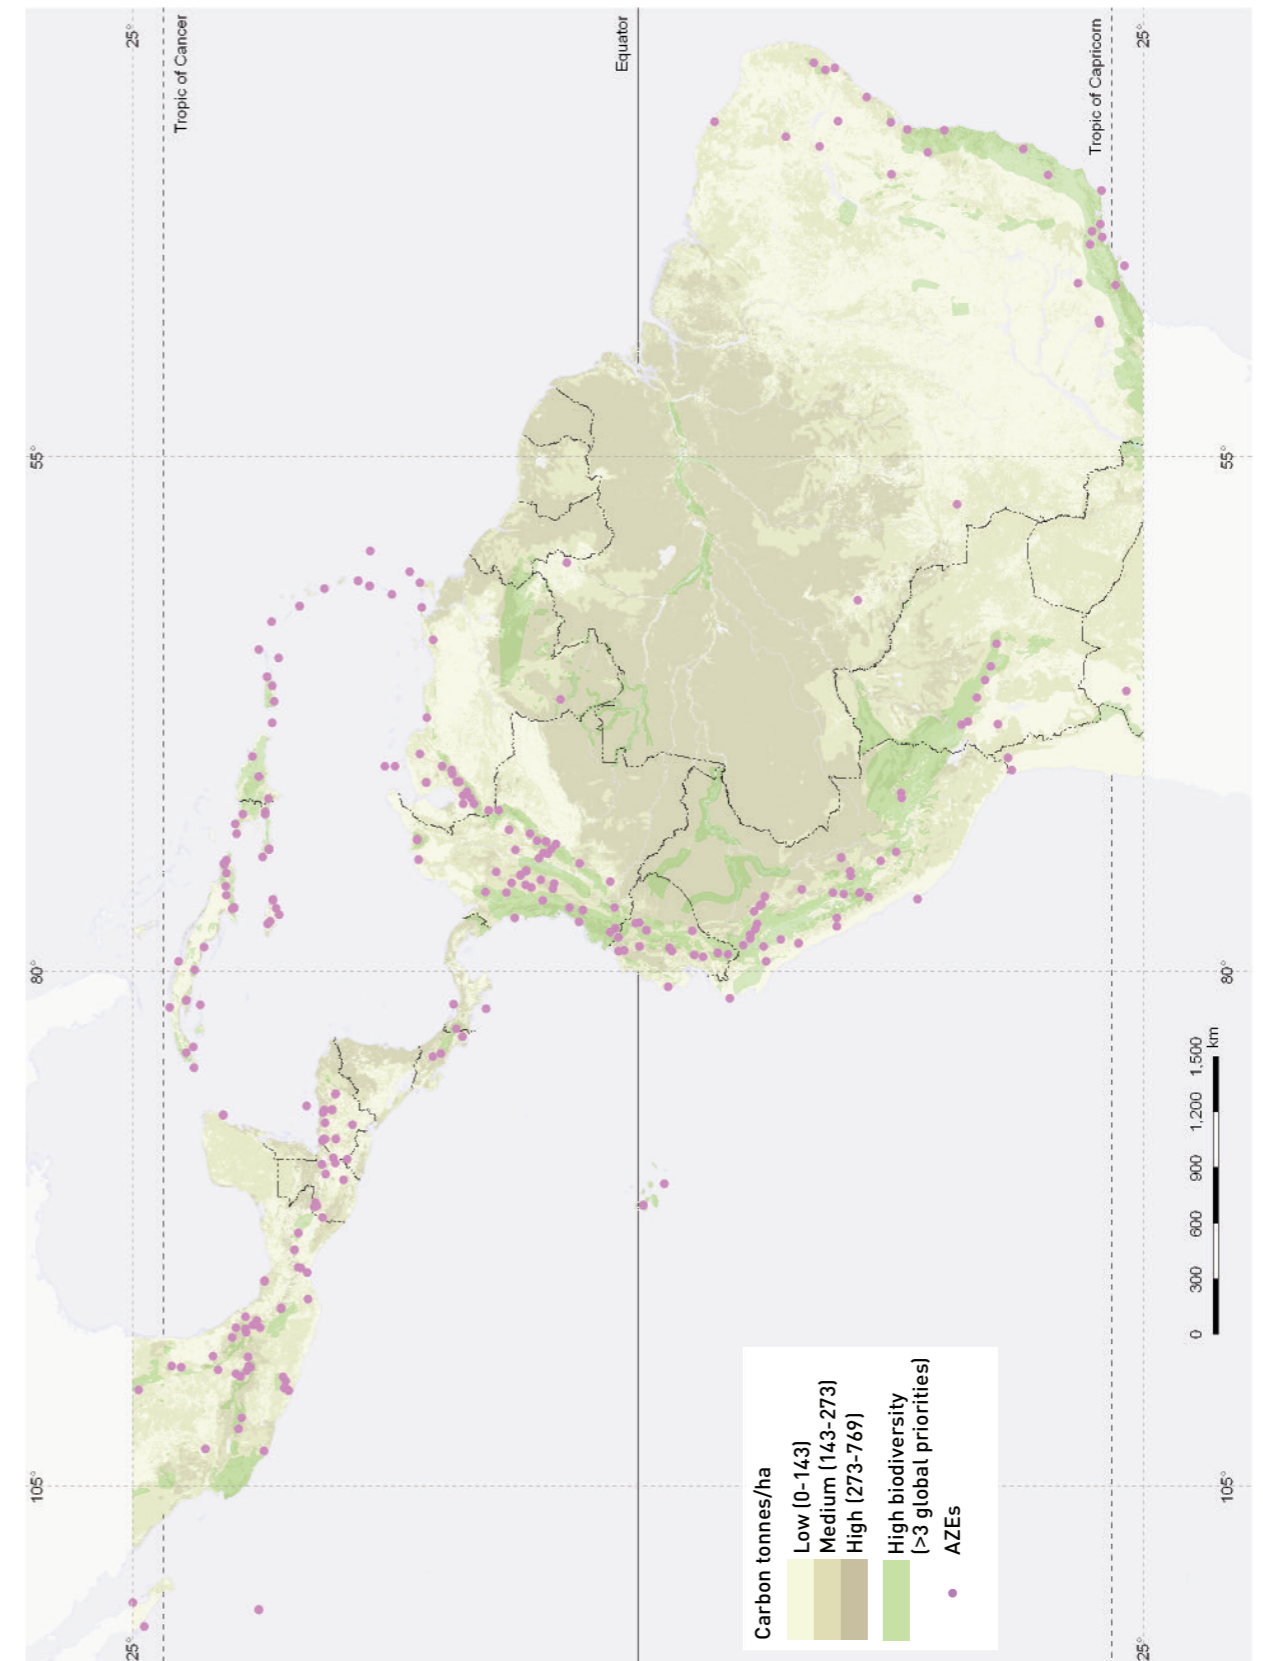 105°
80°
55°
25°
25°
Tropic of Cancer
Equator
Carbon tonnes/ha
Low (0-143)
Medium (143-273)
High (273-769)
High biodiversity
(>3 global priorities)
AZEs
Tropic of Capricorn
25°
25°
0 300 600 900 1.200 1.500
km
105°
80°
55°